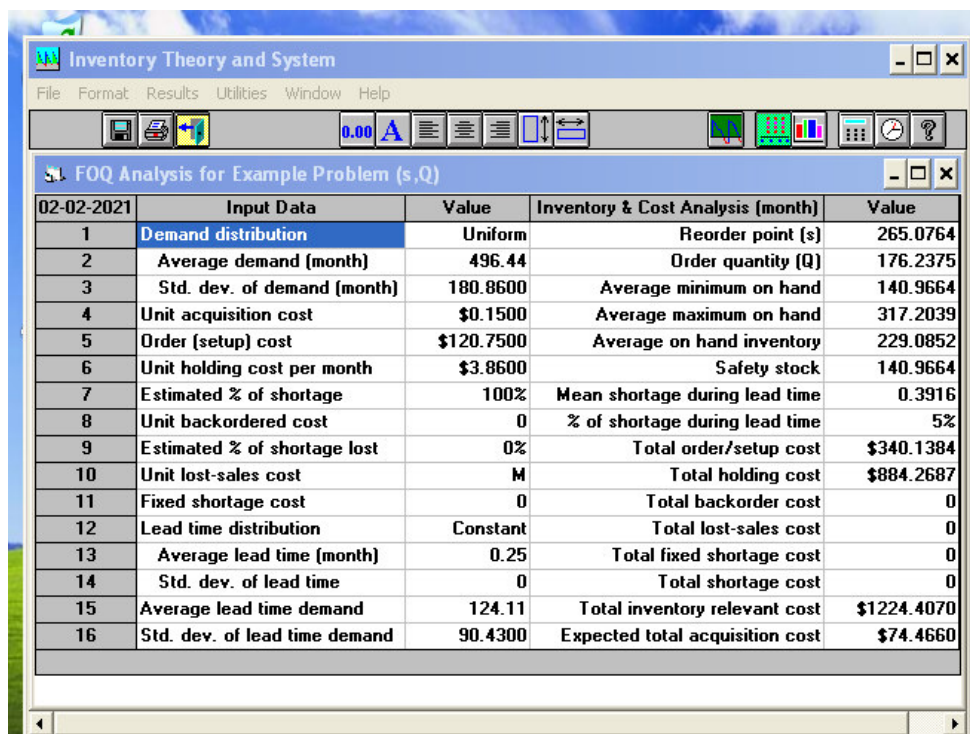 Inventory Theory and System
File Format Results Utilities Window Help
0.00 A ?
FOQ Analysis for Example Problem (s,Q)
02-02-2021 Input Data Value Inventory & Cost Analysis (month) Value
1 Demand distribution Uniform Reorder point (s) 265.0764
2 Average demand (month) 496.44 Order quantity (Q) 176.2375
3 Std. dev. of demand (month) 180.8600 Average minimum on hand 140.9664
4 Unit acquisition cost $0.1500 Average maximum on hand 317.2039
5 Order (setup) cost $120.7500 Average on hand inventory 229.0852
6 Unit holding cost per month $3.8600 Safety stock 140.9664
7 Estimated % of shortage 100% Mean shortage during lead time 0.3916
8 Unit backordered cost 0 % of shortage during lead time 5%
9 Estimated % of shortage lost 0% Total order/setup cost $340.1384
10 Unit lost-sales cost M Total holding cost $884.2687
11 Fixed shortage cost 0 Total backorder cost 0
12 Lead time distribution Constant Total lost-sales cost 0
13 Average lead time (month) 0.25 Total fixed shortage cost 0
14 Std. dev. of lead time 0 Total shortage cost 0
15 Average lead time demand 124.11 Total inventory relevant cost $1224.4070
16 Std. dev. of lead time demand 90.4300 Expected total acquisition cost $74.4660